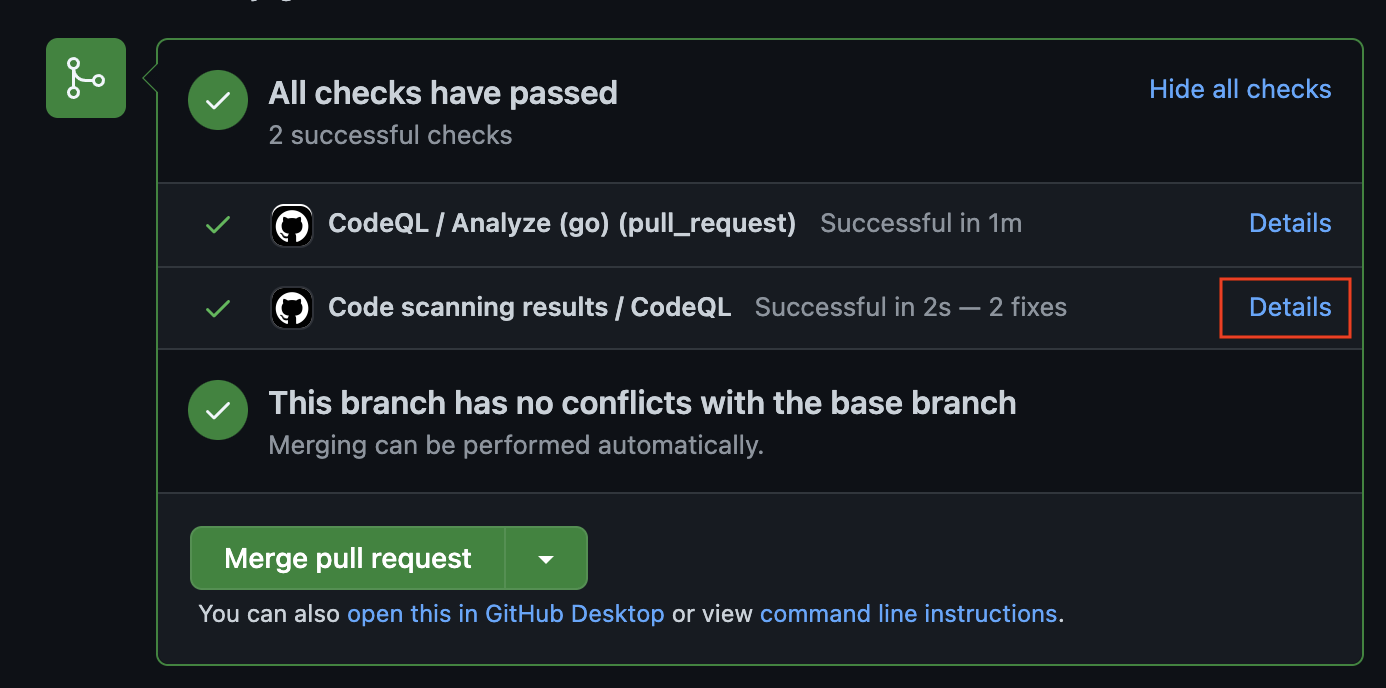 All checks have passed
Hide all checks
2 successful checks
CodeQL / Analyze (go) (pull_request) Successful in 1m Details
Code scanning results / CodeQL Successful in 2s — 2 fixes Details
This branch has no conflicts with the base branch
Merging can be performed automatically.
Merge pull request
You can also open this in GitHub Desktop or view command line instructions.